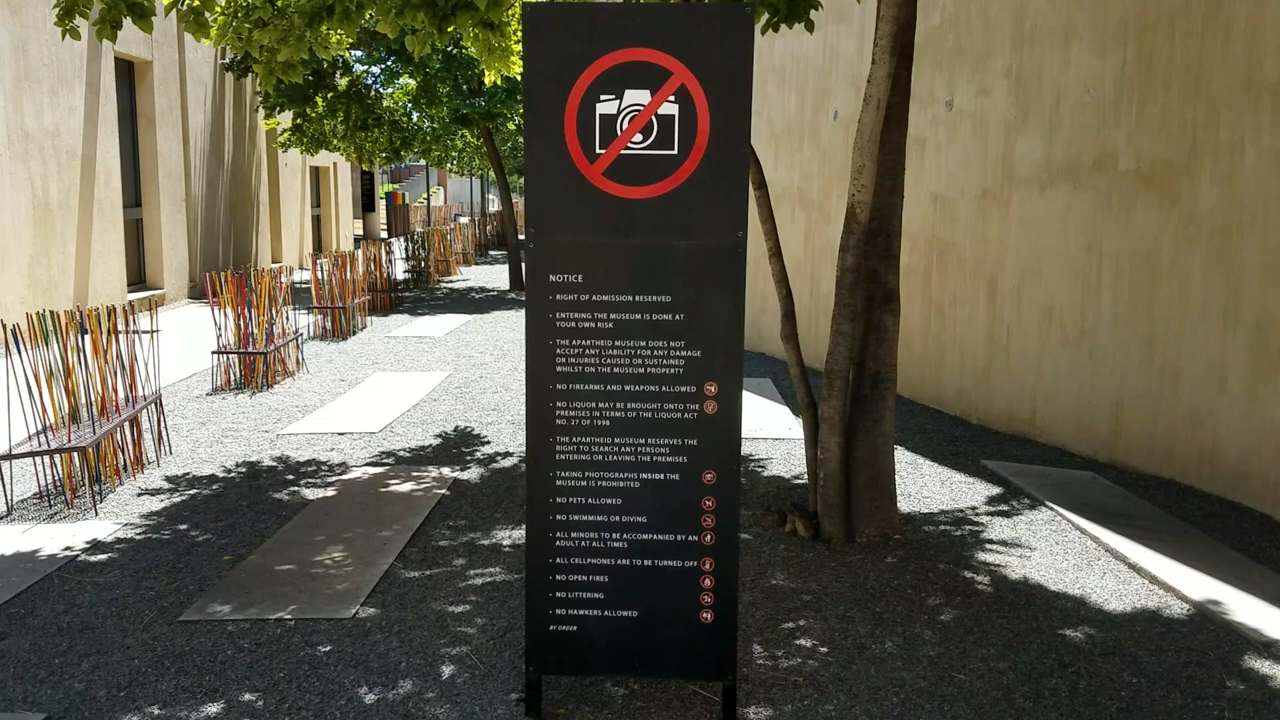 NOTICE
• RIGHT OF ADMISSION RESERVED
• ENTERING THE MUSEUM IS DONE AT
YOUR OWN RISK
• THE APARTHEID MUSEUM DOES NOT
ACCEPT ANY LIABILITY FOR ANY DAMAGE
OR INJURIES CAUSED OR SUSTAINED
WHILST ON THE MUSEUM PROPERTY
• NO FIREARMS AND WEAPONS ALLOWED
• NO LIQUOR MAY BE BROUGHT ONTO THE
PREMISES IN TERMS OF THE LIQUOR ACT
NO. 27 OF 1998
• THE APARTHEID MUSEUM RESERVES THE
RIGHT TO SEARCH ANY PERSONS
ENTERING OR LEAVING THE PREMISES
• TAKING PHOTOGRAPHS INSIDE THE
MUSEUM IS PROHIBITED
• NO PETS ALLOWED
• NO SWIMMIMG OR DIVING
• ALL MINORS TO BE ACCOMPANIED BY AN
ADULT AT ALL TIMES
• ALL CELLPHONES ARE TO BE TURNED OFF
• NO OPEN FIRES
• NO LITTERING
• NO HAWKERS ALLOWED
BY ORDER